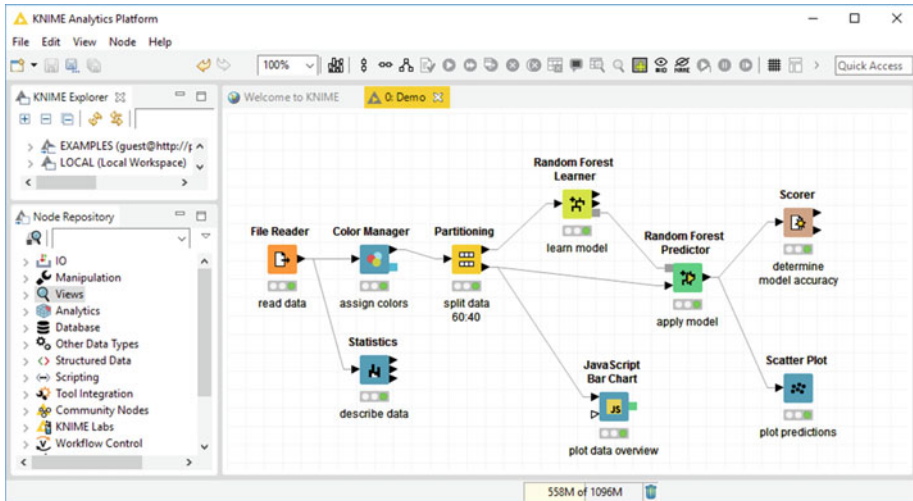 KNIME Analytics Platform
File Edit View Node Help
100%
Quick Access
KNIME Explorer
EXAMPLES (guest@http://
LOCAL (Local Workspace)
Node Repository
IO
Manipulation
Views
Analytics
Database
Other Data Types
Structured Data
Scripting
Tool Integration
Community Nodes
KNIME Labs
Workflow Control
Welcome to KNIME
0: Demo
Random Forest
Learner
learn model
Scorer
determine
model accuracy
File Reader
read data
Color Manager
assign colors
Partitioning
split data
60:40
Random Forest
Predictor
apply model
Statistics
describe data
JavaScript
Bar Chart
JS
plot data overview
Scatter Plot
plot predictions
558M of 1096M